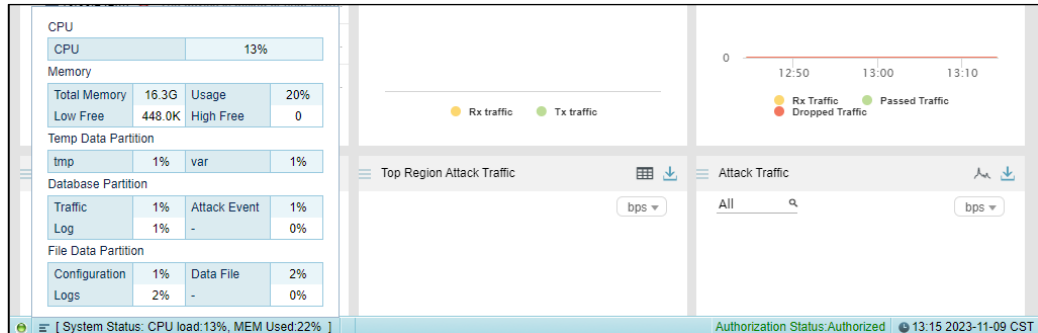 CPU
CPU 13%
Memory
Total Memory 16.3G Usage 20%
Low Free 448.0K High Free 0
Temp Data Partition
tmp 1% var 1%
Database Partition
Traffic 1% Attack Event 1%
Log 1% - 0%
File Data Partition
Configuration 1% Data File 2%
Logs 2% - 0%
Rx traffic Tx traffic
0
12:50 13:00 13:10
Rx Traffic Passed Traffic
Dropped Traffic
Top Region Attack Traffic
bps
Attack Traffic
All bps
[ System Status: CPU load:13%, MEM Used:22% ]
Authorization Status:Authorized 13:15 2023-11-09 CST